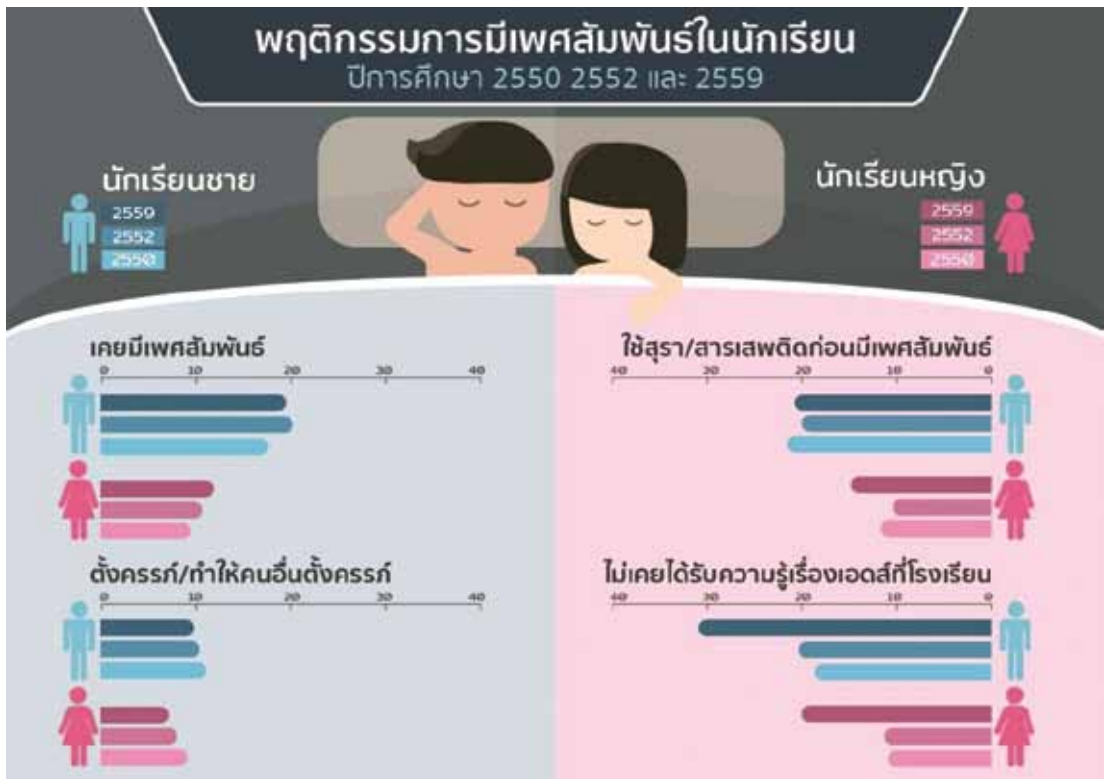 พฤติกรรมการมีเพศสัมพันธ์ในนักเรียน
ปีการศึกษา 2550 2552 และ 2559
นักเรียนชาย
2559
2552
2550
นักเรียนหญิง
2559
2552
2550
เคยมีเพศสัมพันธ์
0 10 20 30 40
ใช้สุรา/สารเสพติดก่อนมีเพศสัมพันธ์
40 30 20 10 0
ตั้งครรภ์/ทำให้คนอื่นตั้งครรภ์
0 10 20 30 40
ไม่เคยได้รับความรู้เรื่องเอดส์ที่โรงเรียน
40 30 20 10 0